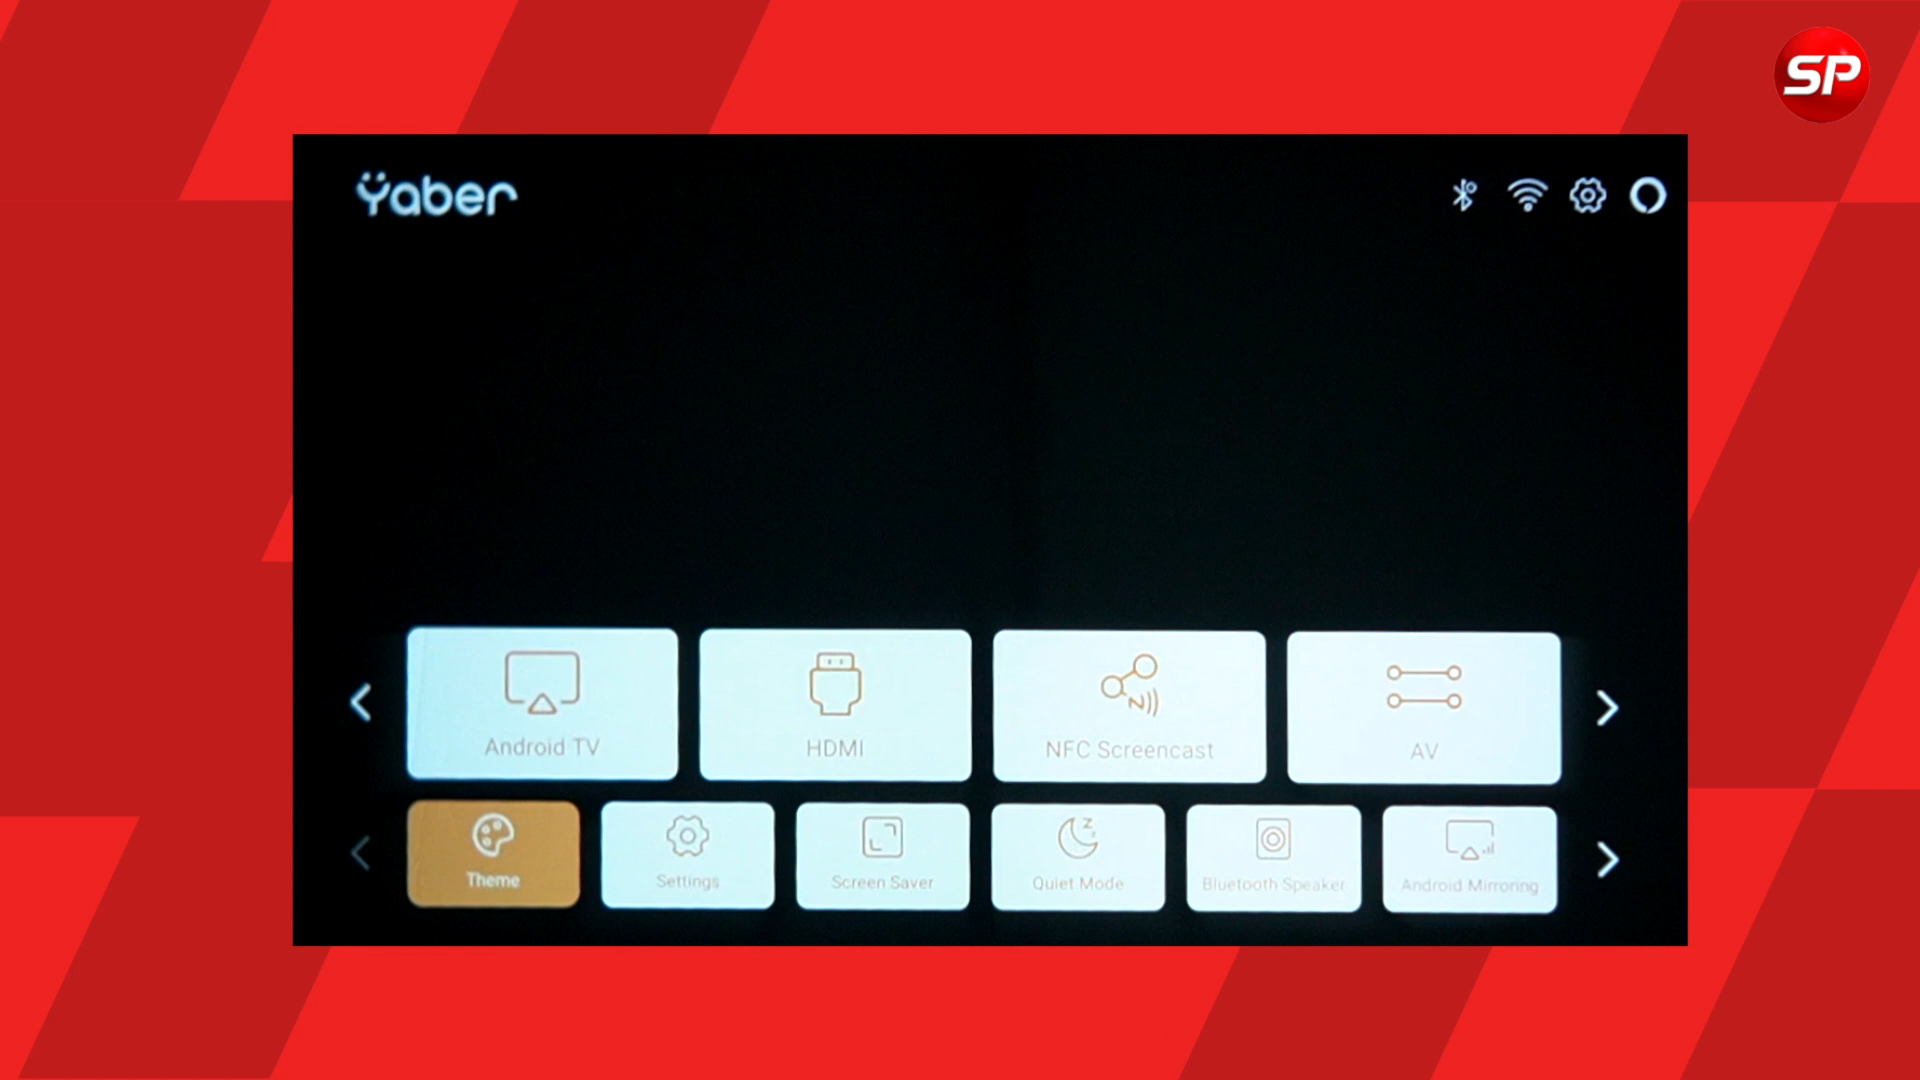 SP
Yaber
Android TV
HDMI
NFC Screencast
AV
Theme
Settings
Screen Saver
Quiet Mode
Bluetooth Speaker
Android Mirroring